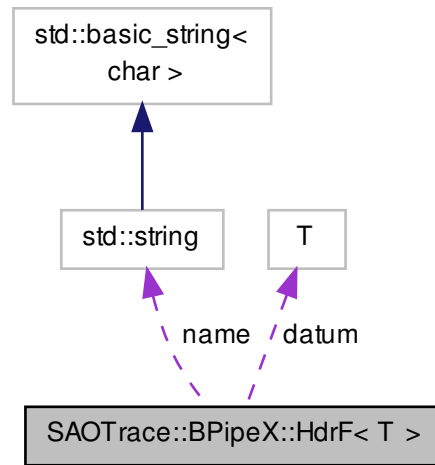 std::basic_string<
char >
std::string
T
name
datum
SAOTrace::BPipeX::HdrF< T >